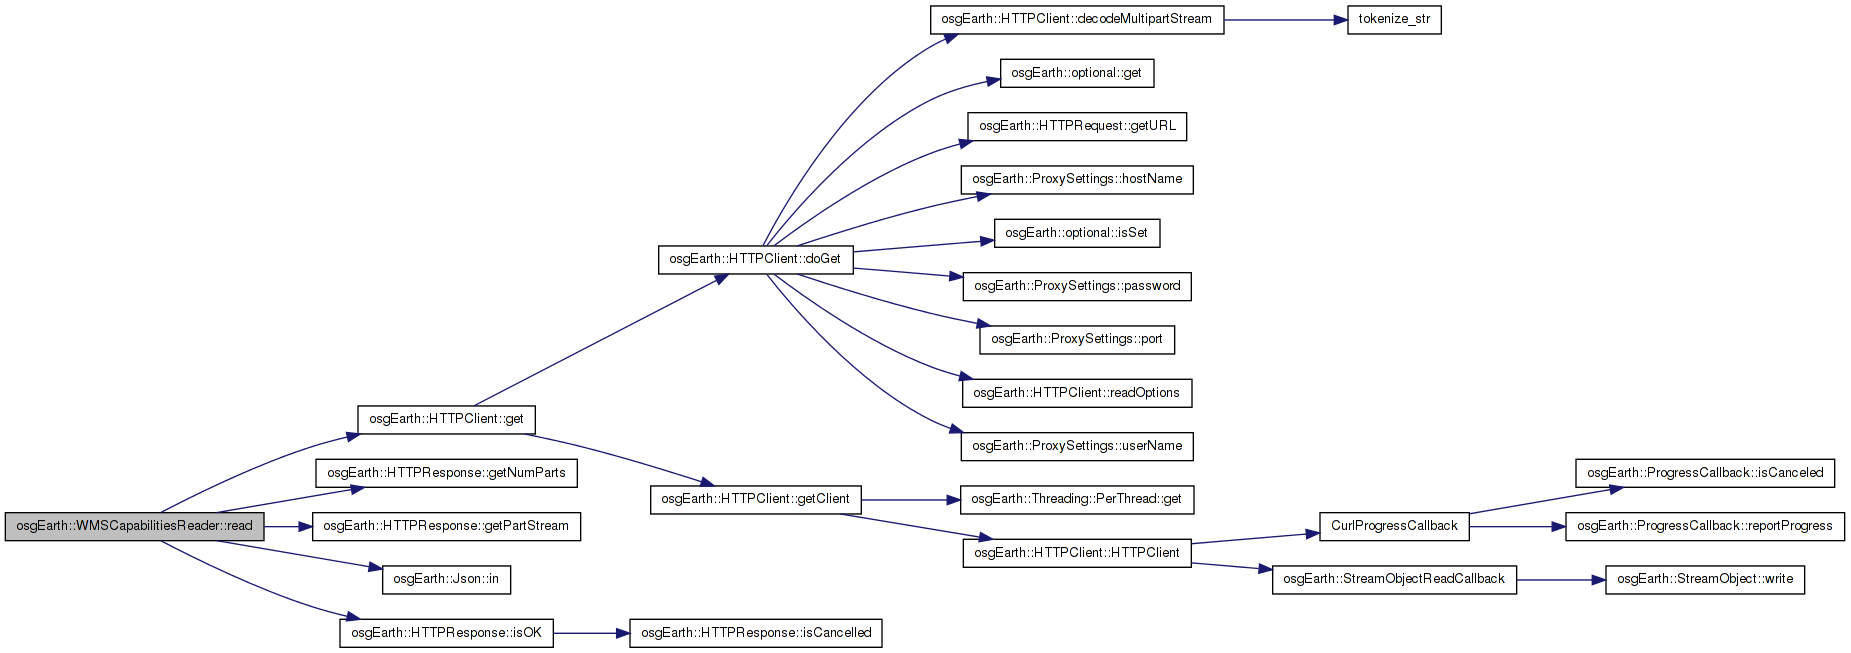 osgEarth::HTTPClient::decodeMultipartStream
tokenize_str
osgEarth::optional::get
osgEarth::HTTPRequest::getURL
osgEarth::ProxySettings::hostName
osgEarth::optional::isSet
osgEarth::HTTPClient::doGet
osgEarth::ProxySettings::password
osgEarth::ProxySettings::port
osgEarth::HTTPClient::readOptions
osgEarth::HTTPClient::get
osgEarth::ProxySettings::userName
osgEarth::HTTPResponse::getNumParts
osgEarth::ProgressCallback::isCanceled
osgEarth::HTTPClient::getClient
osgEarth::Threading::PerThread::get
osgEarth::WMSCapabilitiesReader::read
osgEarth::HTTPResponse::getPartStream
CurlProgressCallback
osgEarth::ProgressCallback::reportProgress
osgEarth::HTTPClient::HTTPClient
osgEarth::Json::in
osgEarth::StreamObjectReadCallback
osgEarth::StreamObject::write
osgEarth::HTTPResponse::isOK
osgEarth::HTTPResponse::isCancelled